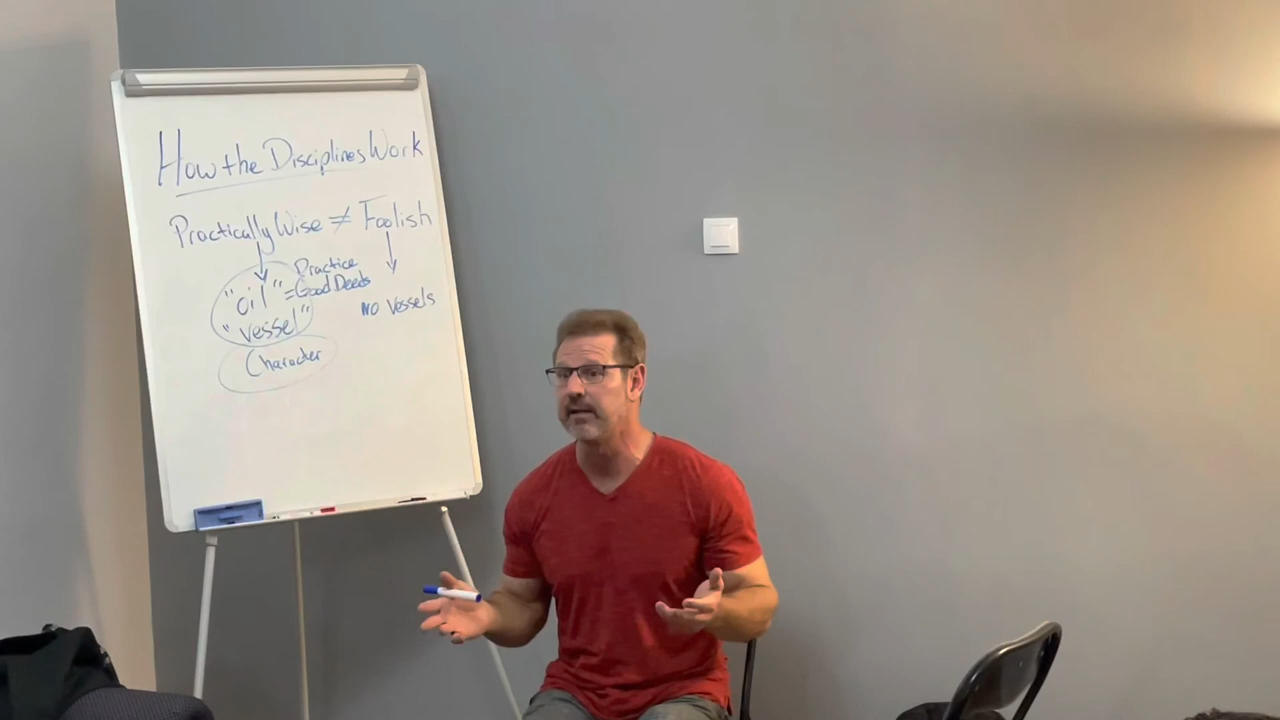 How the Disciplines Work
Practically Wise ≠ Foolish
"oil" = Practice Good Deeds
"vessel"
NO Vessels
Character